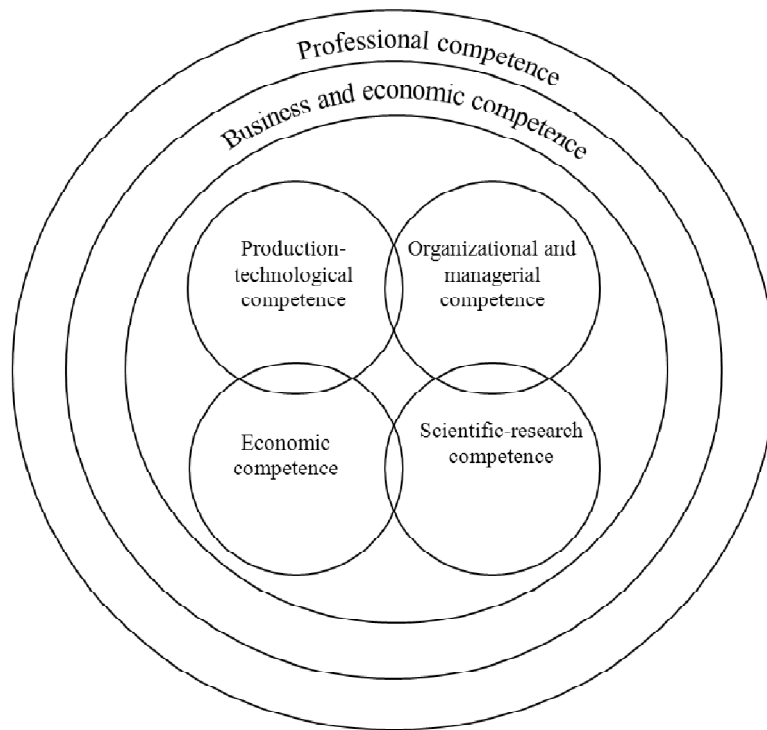 Professional competence
Business and economic competence
Production-
technological
competence
Organizational and
managerial
competence
Economic
competence
Scientific-research
competence